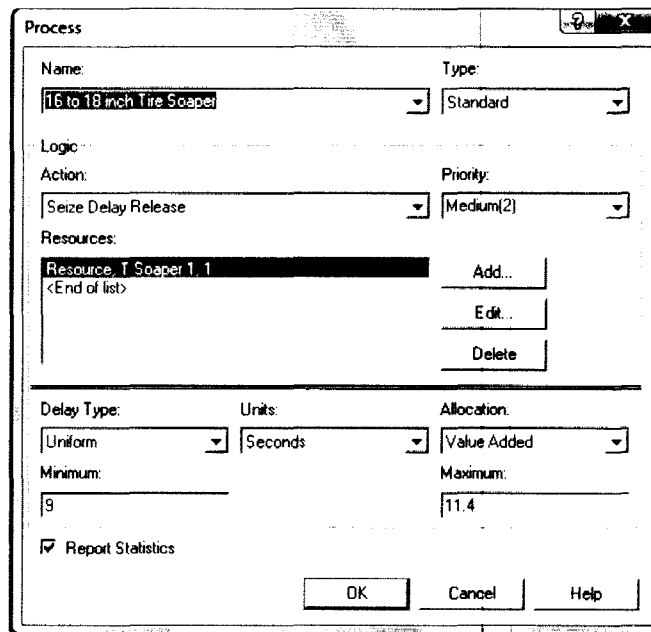 Process
Name:
Type:
16 to 18 inch Tire Soaper
Standard
Logic
Action:
Priority:
Seize Delay Release
Medium(2)
Resources:
Resource, T Soaper 1, 1
<End of list>
Add...
Edit...
Delete
Delay Type:
Units:
Allocation:
Uniform
Seconds
Value Added
Minimum:
Maximum:
9
11.4
Report Statistics
OK
Cancel
Help